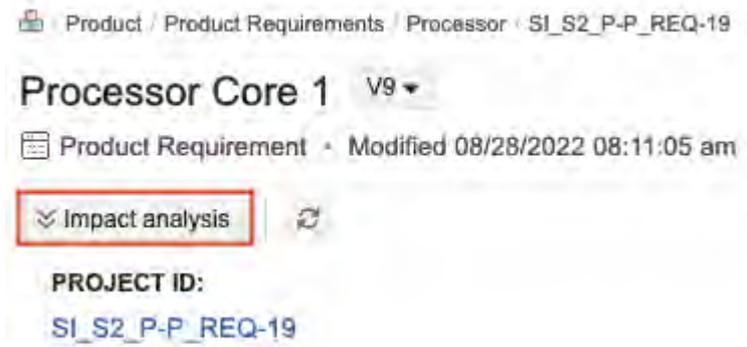 Product / Product Requirements / Processor / SI_S2_P-P_REQ-19
Processor Core 1 V9
Product Requirement • Modified 08/28/2022 08:11:05 am
Impact analysis
PROJECT ID:
SI_S2_P-P_REQ-19